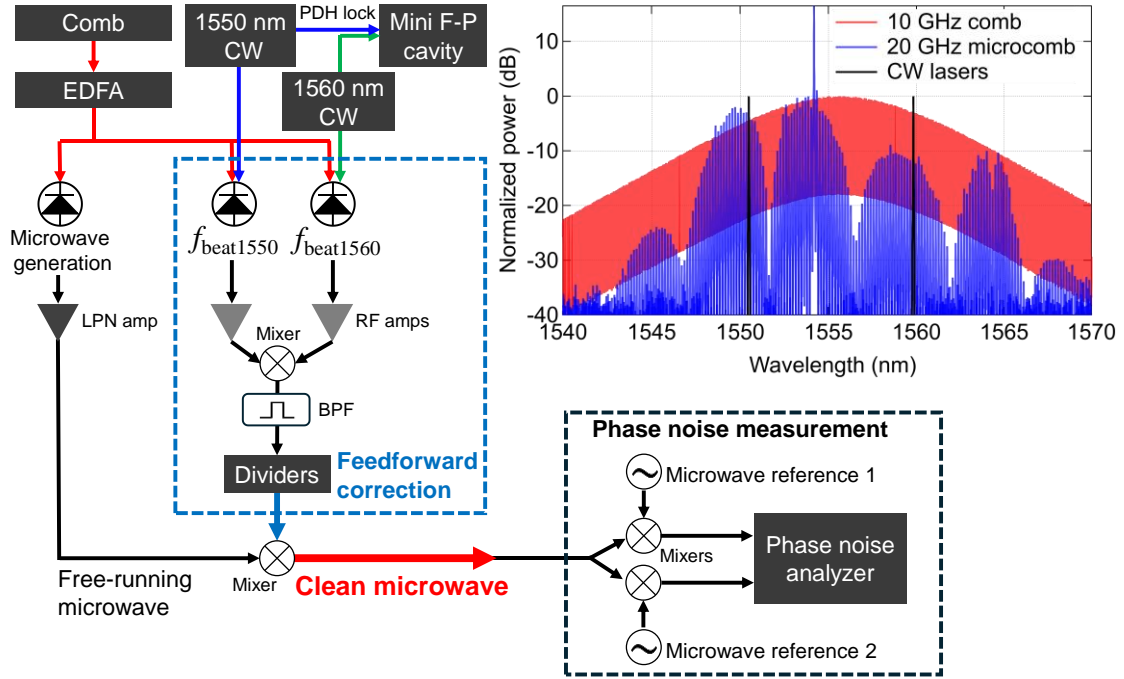 Comb
EDFA
1550 nm
CW
PDH lock
Mini F-P
cavity
1560 nm
CW
Microwave
generation
fbeat1550
fbeat1560
LPN amp
RF amps
Mixer
BPF
Dividers
Feedforward
correction
Free-running
microwave
Mixer
Clean microwave
Phase noise measurement
Microwave reference 1
Mixers
Phase noise
analyzer
Microwave reference 2
10 GHz comb
20 GHz microcomb
CW lasers
Normalized power (dB)
10
0
-10
-20
-30
-40
1540 1545 1550 1555 1560 1565 1570
Wavelength (nm)